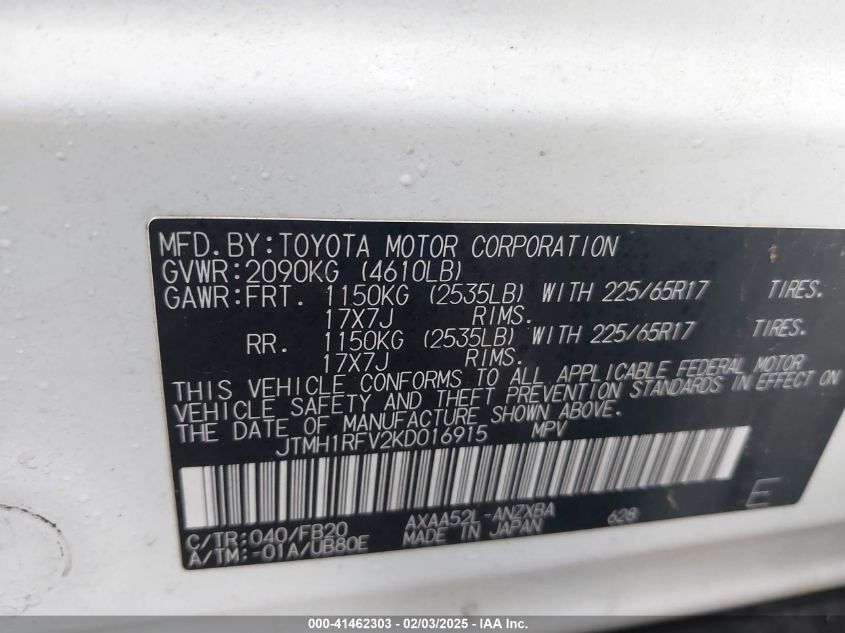 MFD.BY:TOYOTA MOTOR CORPORATION
GVWR:2090KG (4610LB)
GAWR:FRT. 1150KG (2535LB) WITH 225/65R17 TIRES.
17X7J RIMS.
RR. 1150KG (2535LB) WITH 225/65R17 TIRES.
17X7J RIMS.
THIS VEHICLE CONFORMS TO ALL APPLICABLE FEDERAL MOTOR
VEHICLE SAFETY AND THEFT PREVENTION STANDARDS IN EFFECT ON
THE DATE OF MANUFACTURE SHOWN ABOVE.
JTMH1RFV2KD016915 MPV
C/TR:040/FB20 AXAA52L-ANZXBA 628 E
A/TM:-01A/UB80E MADE IN JAPAN
000-41462303 - 02/03/2025 - IAA Inc.